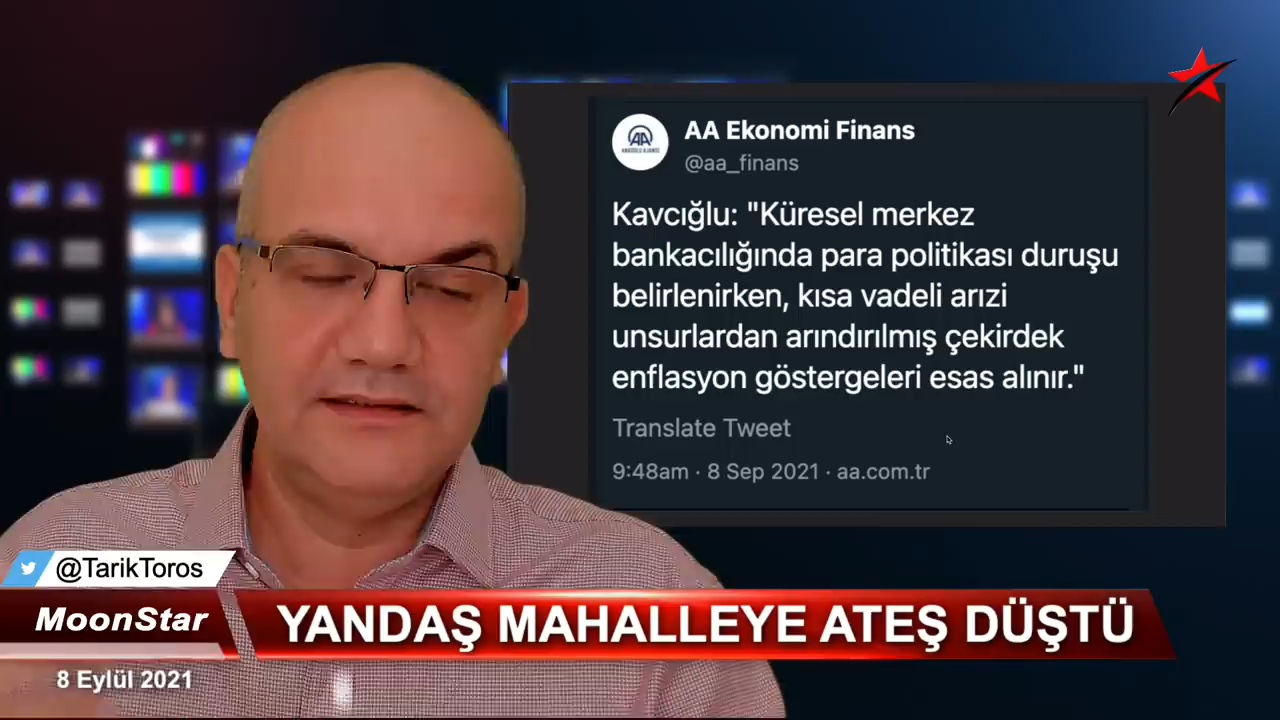 AA Ekonomi Finans
@aa_finans
Kavcıoğlu: "Küresel merkez
bankacılığında para politikası duruşu
belirlenirken, kısa vadeli arızi
unsurlardan arındırılmış çekirdek
enflasyon göstergeleri esas alınır."
Translate Tweet
9:48am · 8 Sep 2021 · aa.com.tr
@TarikToros
MoonStar
YANDAŞ MAHALLEYE ATEŞ DÜŞTÜ
8 Eylül 2021